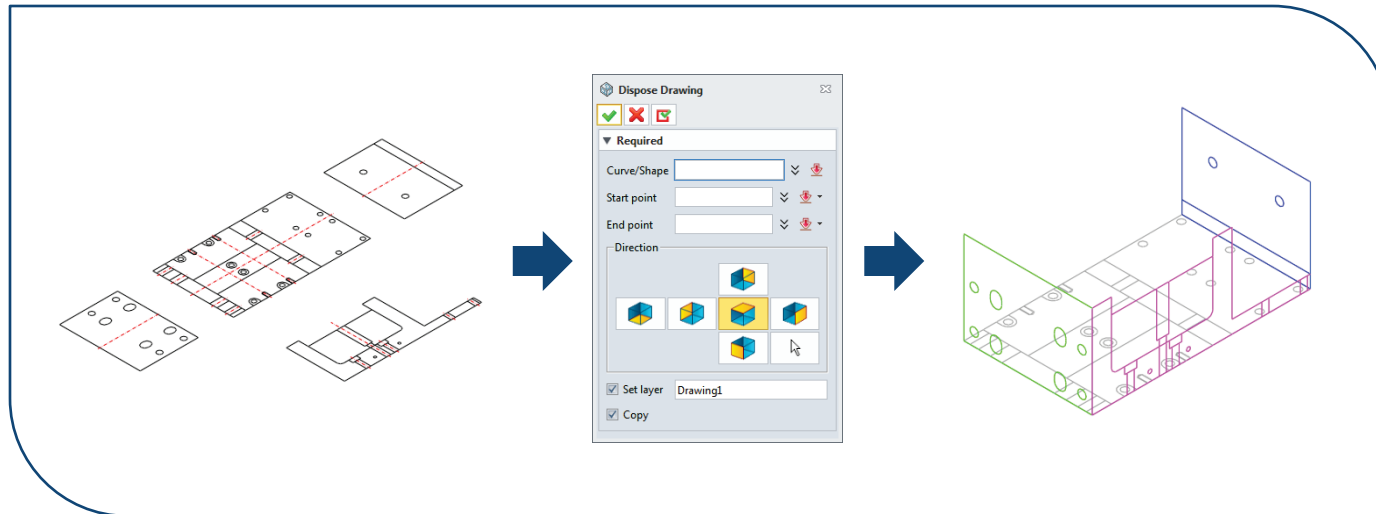 Dispose Drawing
Required
Curve/Shape
Start point
End point
Direction
Set layer Drawing1
Copy